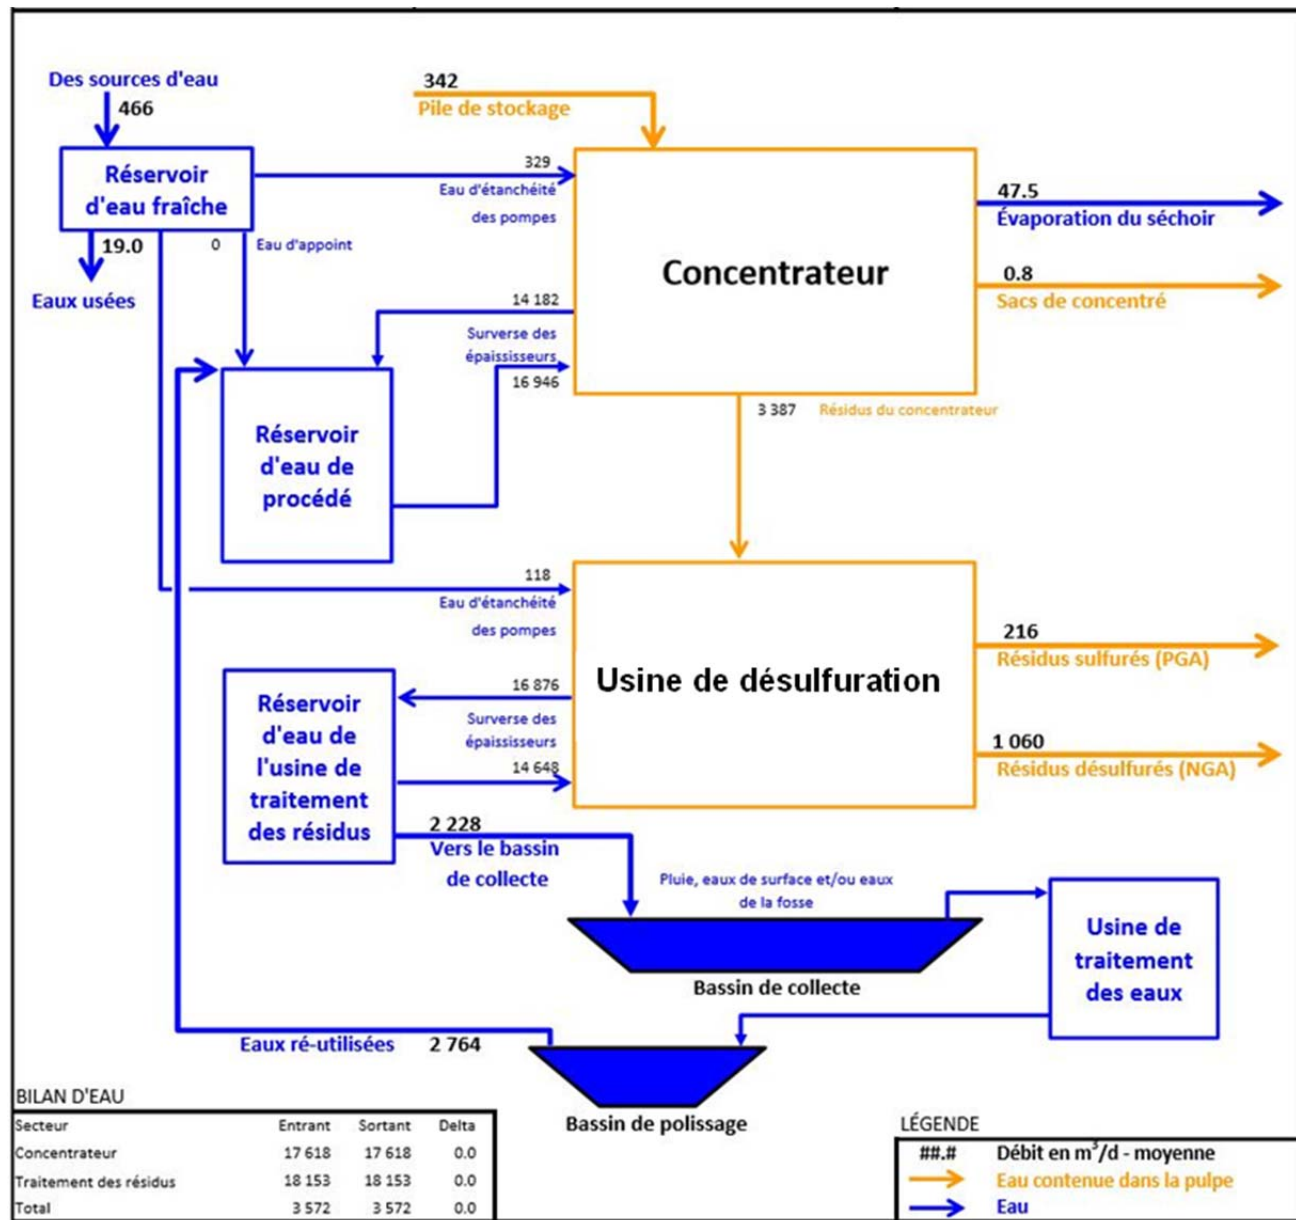 Des sources d'eau
466
342
Pile de stockage
Réservoir
d'eau fraîche
329
Eau d'étanchéité
des pompes
19.0
0
Eau d'appoint
Eaux usées
Concentrateur
47.5
Évaporation du séchoir
0.8
Sacs de concentré
14 182
Surverse des
épaississeurs
16 946
3 387
Résidus du concentrateur
Réservoir
d'eau de
procédé
118
Eau d'étanchéité
des pompes
Usine de désulfuration
216
Résidus sulfurés (PGA)
1 060
Résidus désulfurés (NGA)
Réservoir
d'eau de
l'usine de
traitement
des résidus
16 876
Surverse des
épaississeurs
14 648
2 228
Vers le bassin
de collecte
Pluie, eaux de surface et/ou eaux
de la fosse
Bassin de collecte
Usine de
traitement
des eaux
Eaux ré-utilisées 2 764
Bassin de polissage
BILAN D'EAU
Secteur Entrant Sortant Delta
Concentrateur 17 618 17 618 0.0
Traitement des résidus 18 153 18 153 0.0
Total 3 572 3 572 0.0
LÉGENDE
##.# Débit en m³/d - moyenne
Eau contenue dans la pulpe
Eau